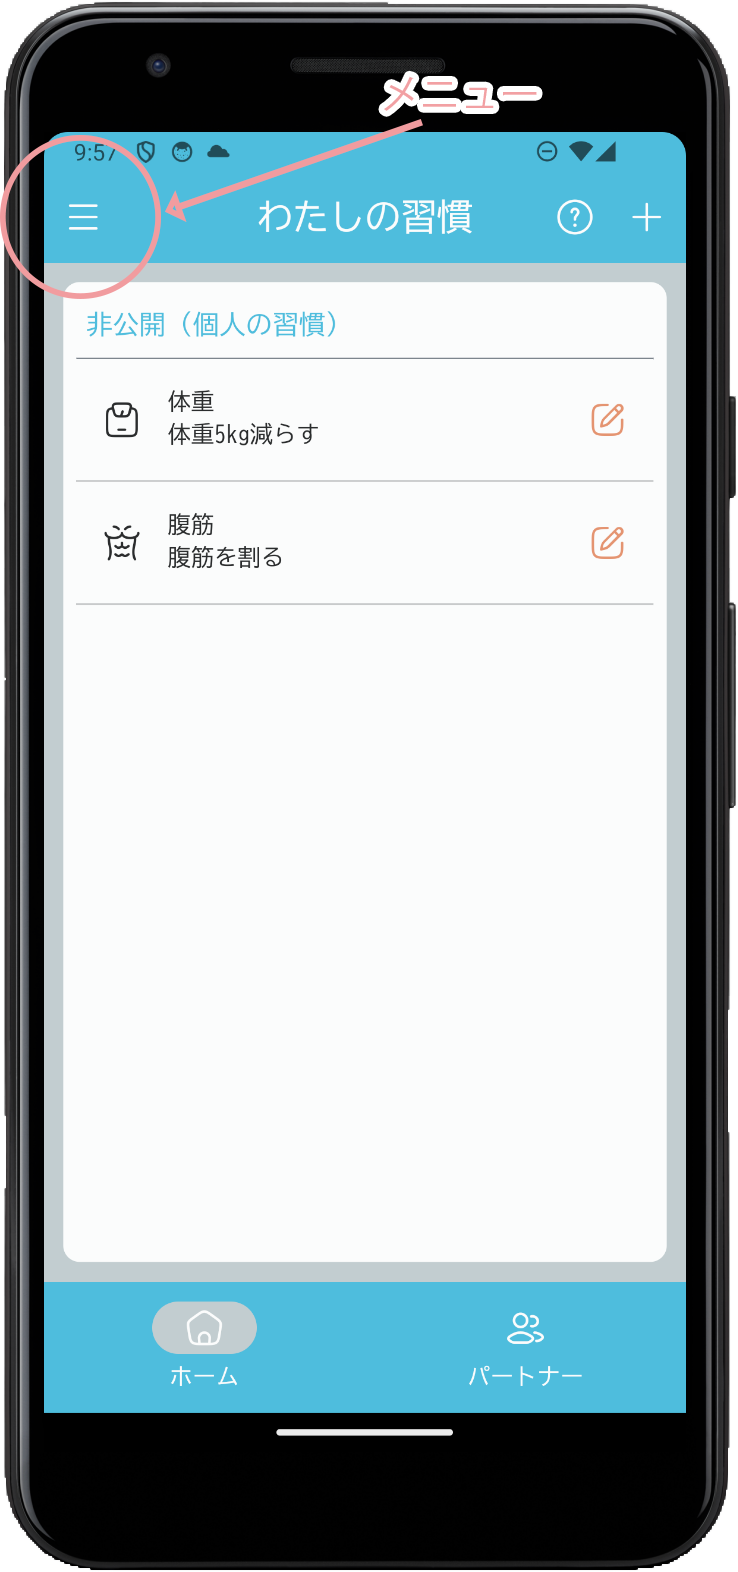 メニュー
9:57
わたしの習慣
非公開（個人の習慣）
体重
体重5kg減らす
腹筋
腹筋を割る
ホーム
パートナー